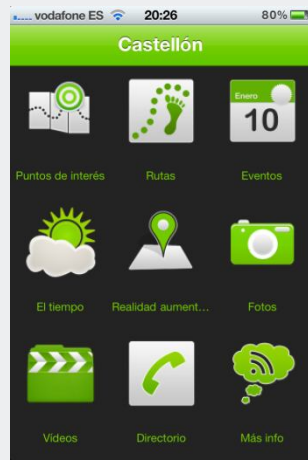 vodafone ES 20:26 80%
Castellón
Enero
10
Puntos de interés Rutas Eventos
El tiempo Realidad aument... Fotos
Vídeos Directorio Más info